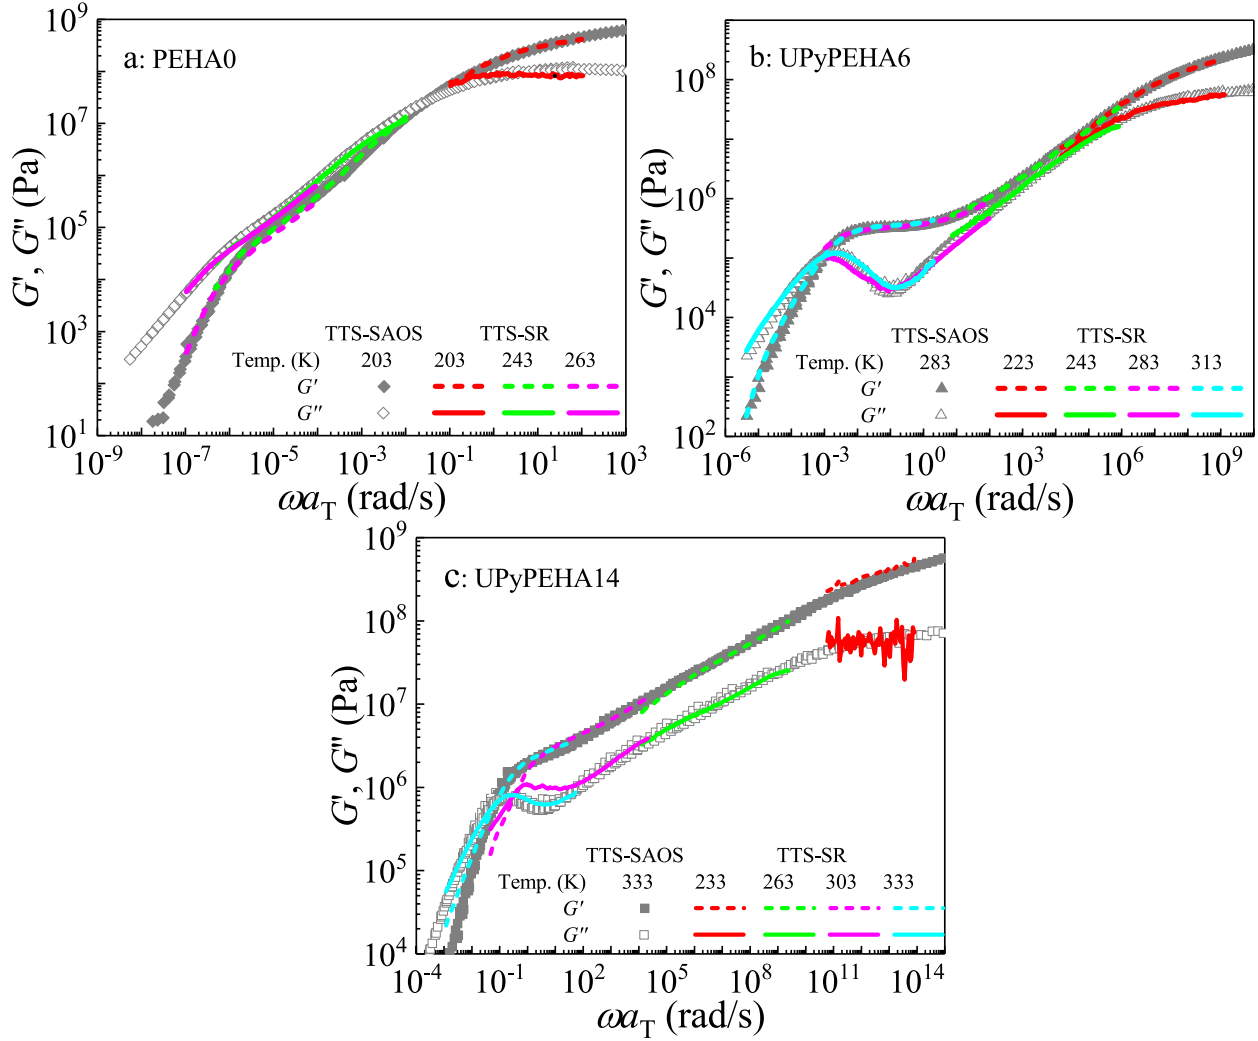 a: PEHA0
G', G'' (Pa)
10⁹
10⁷
10⁵
10³
10¹
TTS-SAOS TTS-SR
Temp. (K) 203 203 243 263
G'
G''
10⁻⁹ 10⁻⁷ 10⁻⁵ 10⁻³ 10⁻¹ 10¹ 10³
ωa_T (rad/s)
b: UPyPEHA6
G', G'' (Pa)
10⁸
10⁶
10⁴
10²
TTS-SAOS TTS-SR
Temp. (K) 283 223 243 283 313
G'
G''
10⁻⁶ 10⁻³ 10⁰ 10³ 10⁶ 10⁹
ωa_T (rad/s)
c: UPyPEHA14
G', G'' (Pa)
10⁹
10⁸
10⁷
10⁶
10⁵
10⁴
TTS-SAOS TTS-SR
Temp. (K) 333 233 263 303 333
G'
G''
10⁻⁴ 10⁻¹ 10² 10⁵ 10⁸ 10¹¹ 10¹⁴
ωa_T (rad/s)